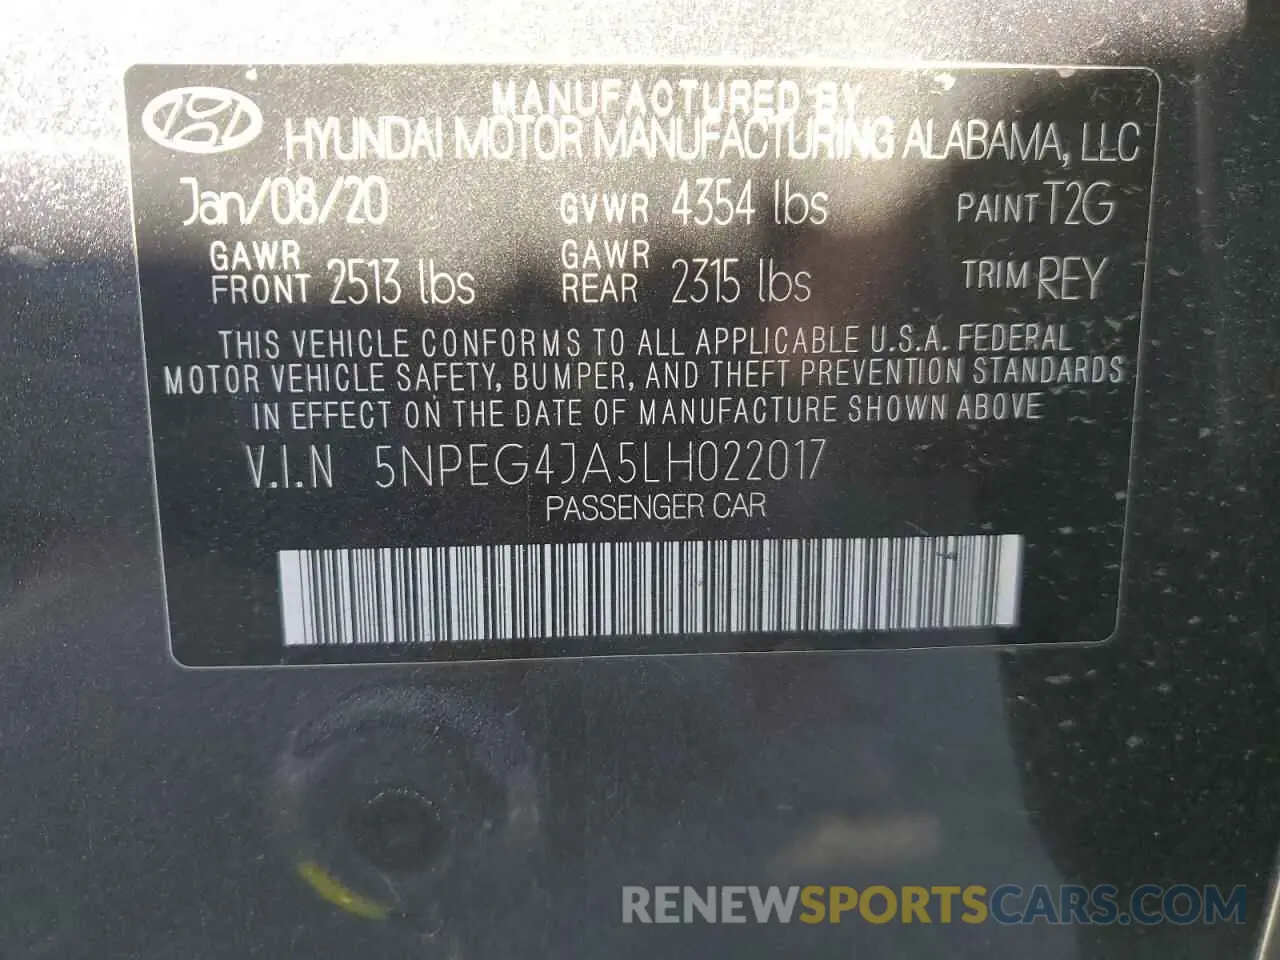 MANUFACTURED BY
HYUNDAI MOTOR MANUFACTURING ALABAMA, LLC
Jan/08/20 GVWR 4354 lbs PAINT T2G
GAWR FRONT 2513 lbs GAWR REAR 2315 lbs TRIM REY
THIS VEHICLE CONFORMS TO ALL APPLICABLE U.S.A. FEDERAL
MOTOR VEHICLE SAFETY, BUMPER, AND THEFT PREVENTION STANDARDS
IN EFFECT ON THE DATE OF MANUFACTURE SHOWN ABOVE
V.I.N 5NPEG4JA5LH022017
PASSENGER CAR
RENEWSPORTSCARS.COM